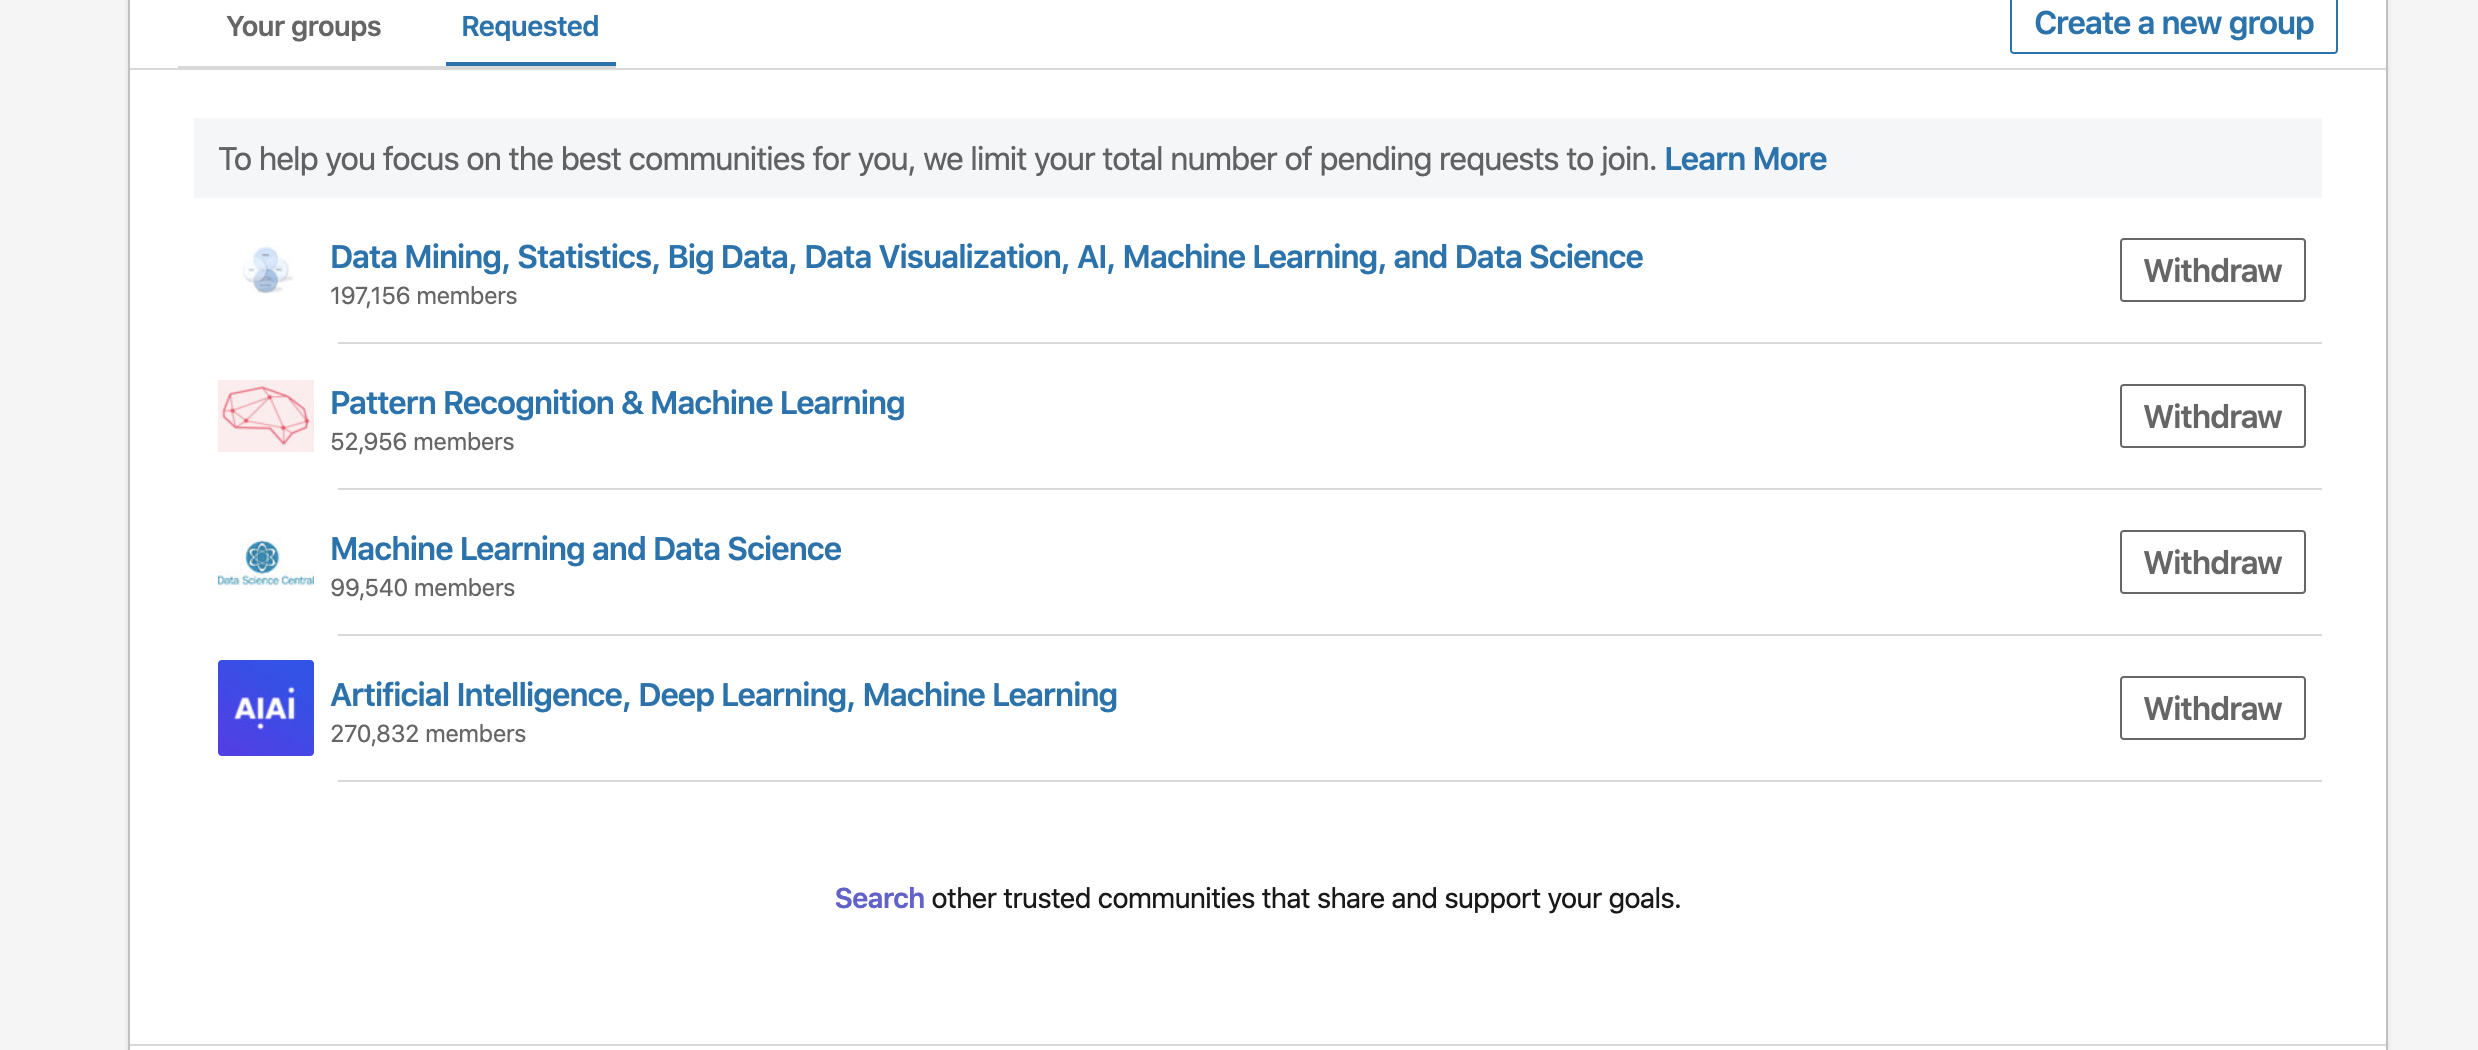 Your groups
Requested
Create a new group
To help you focus on the best communities for you, we limit your total number of pending requests to join. Learn More
Data Mining, Statistics, Big Data, Data Visualization, AI, Machine Learning, and Data Science
197,156 members
Withdraw
Pattern Recognition & Machine Learning
52,956 members
Withdraw
Data Science Central
Machine Learning and Data Science
99,540 members
Withdraw
AIAI
Artificial Intelligence, Deep Learning, Machine Learning
270,832 members
Withdraw
Search other trusted communities that share and support your goals.